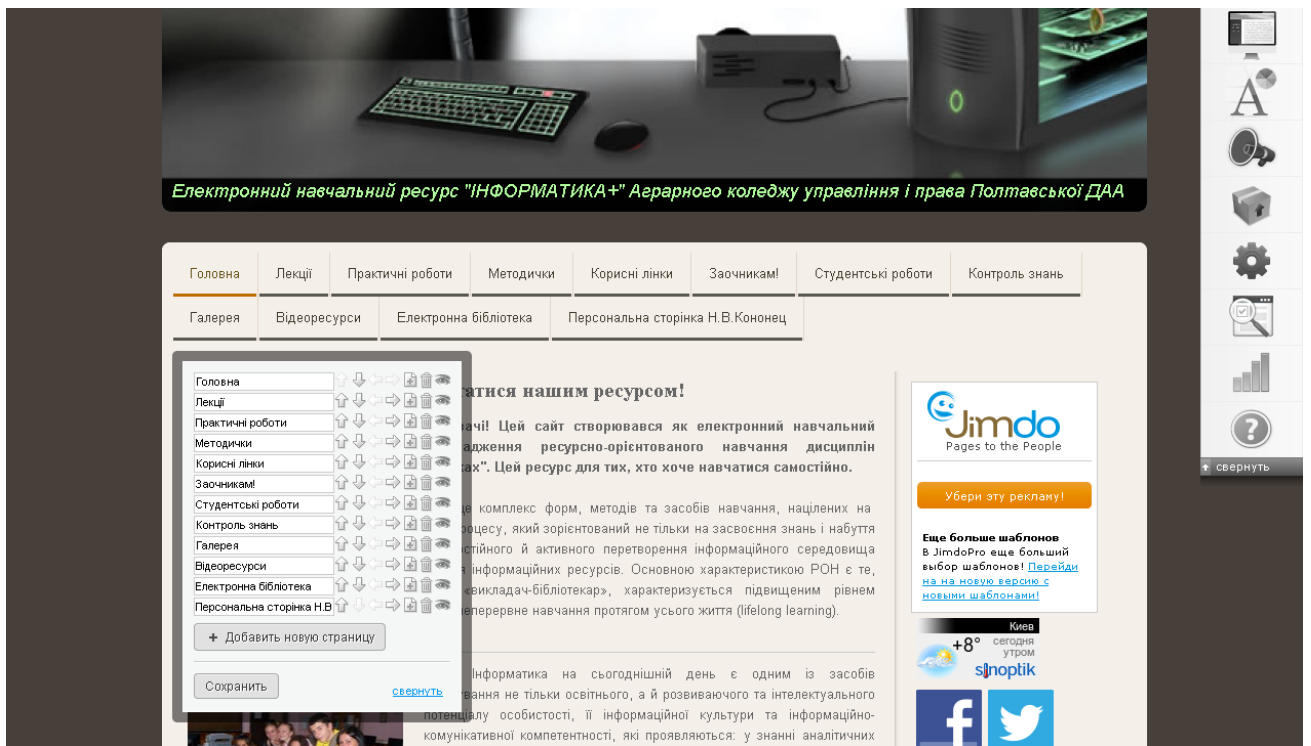 Електронний навчальний ресурс "ІНФОРМАТИКА+" Аграрного коледжу управління і права Полтавської ДАА
Головна
Лекції
Практичні роботи
Методички
Корисні лінки
Заочникам!
Студентські роботи
Контроль знань
Галерея
Відеоресурси
Електронна бібліотека
Персональна сторінка Н.В.Кононец
Головна
Лекції
Практичні роботи
Методички
Корисні лінки
Заочникам!
Студентські роботи
Контроль знань
Галерея
Відеоресурси
Електронна бібліотека
Персональна сторінка Н.В
+ Добавить новую страницу
Сохранить
свернуть
татися нашим ресурсом!
чі! Цей сайт створювався як електронний навчальний
дження ресурсно-орієнтованого навчання дисциплін
ах". Цей ресурс для тих, хто хоче навчатися самостійно.
це комплекс форм, методів та засобів навчання, націлених на
оцесу, який зорієнтований не тільки на засвоєння знань і набуття
стійного й активного перетворення інформаційного середовища
інформаційних ресурсів. Основною характеристикою РОН є те,
«викладач-бібліотекар», характеризується підвищеним рівнем
неперервне навчання протягом усього життя (lifelong learning).
Інформатика на сьогоднішній день є одним із засобів
вання не тільки освітнього, а й розвиваючого та інтелектуального
потенціалу особистості, її інформаційної культури та інформаційно-
комунікативної компетентності, які проявляються: у знанні аналітичних
Jimdo
Pages to the People
Убери эту рекламу!
Еще больше шаблонов
В JimdoPro еще больший
выбор шаблонов! Перейди
на на новую версию с
новыми шаблонами!
Киев
+8° сегодня
утром
sinoptik
свернуть